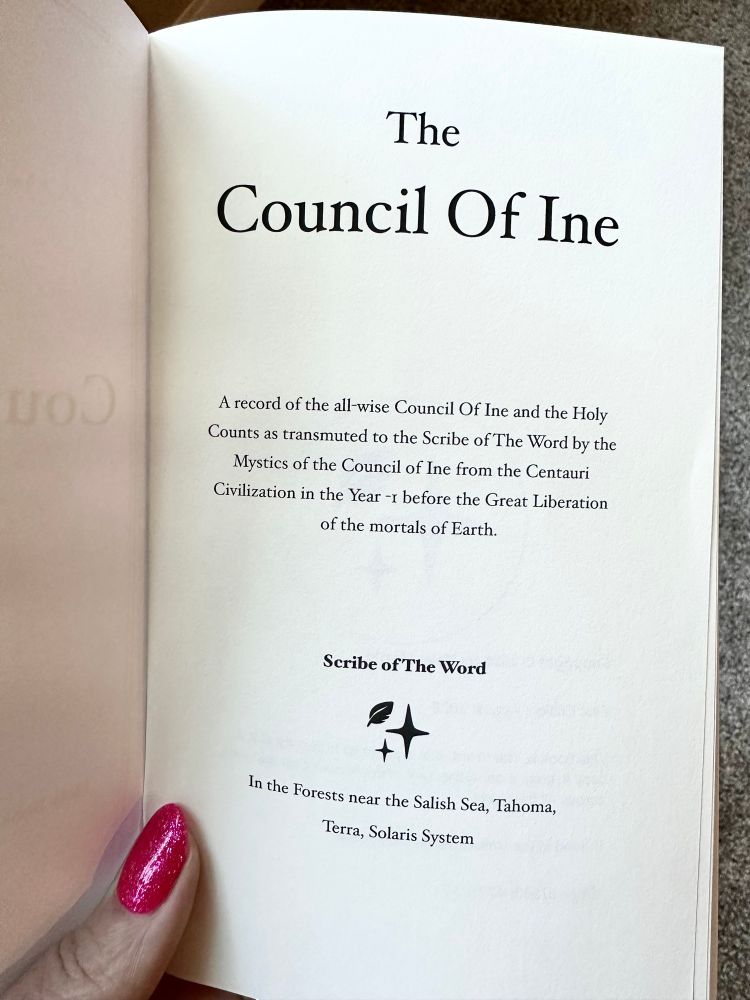 The
Council Of Ine
A record of the all-wise Council Of Ine and the Holy
Counts as transmuted to the Scribe of The Word by the
Mystics of the Council of Ine from the Centauri
Civilization in the Year -1 before the Great Liberation
of the mortals of Earth.
Scribe of The Word
In the Forests near the Salish Sea, Tahoma,
Terra, Solaris System